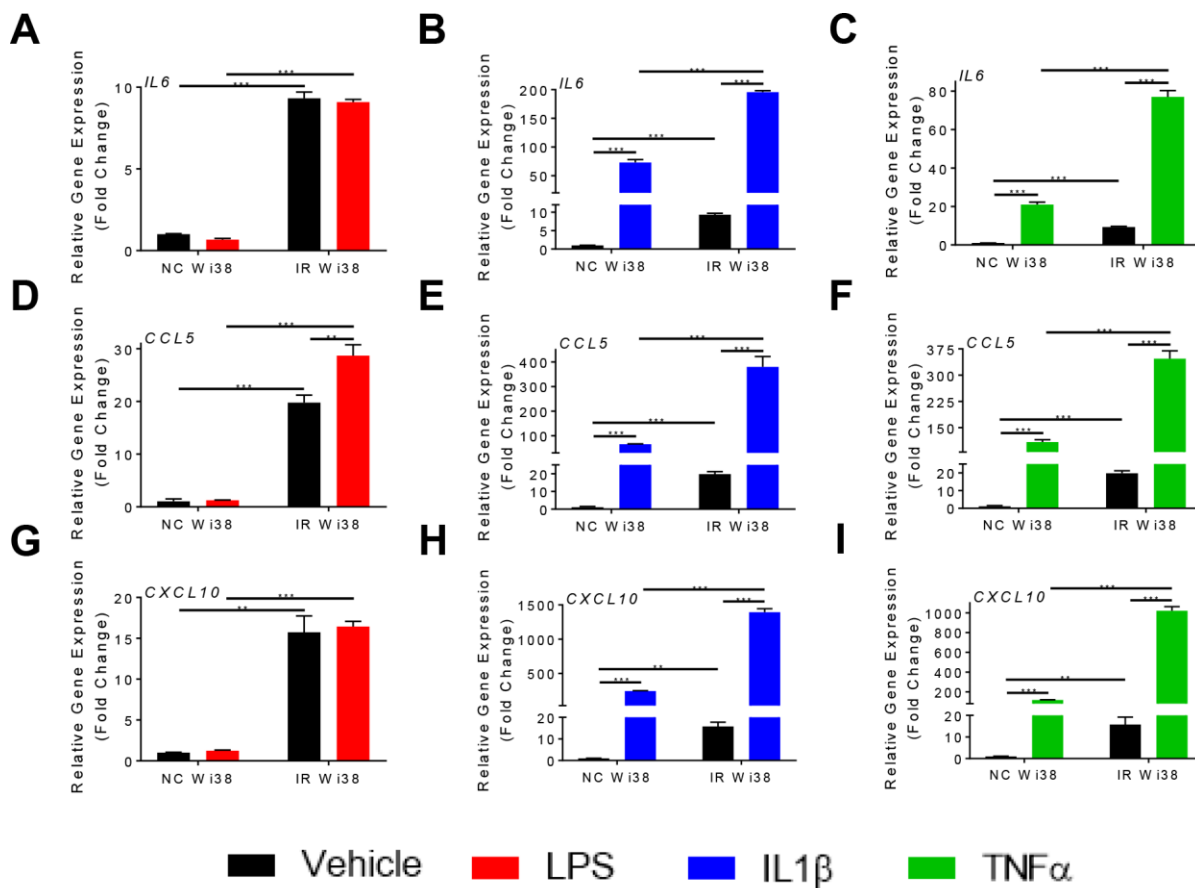 A
Relative Gene Expression
(Fold Change)
IL6
***
***
10
5
0
NC Wi38
IR Wi38
B
Relative Gene Expression
(Fold Change)
IL6
***
***
***
***
200
150
100
50
10
5
0
NC Wi38
IR Wi38
C
Relative Gene Expression
(Fold Change)
IL6
***
***
***
***
80
60
40
20
0
NC Wi38
IR Wi38
D
Relative Gene Expression
(Fold Change)
CCL5
***
**
***
30
20
10
0
NC Wi38
IR Wi38
E
Relative Gene Expression
(Fold Change)
CCL5
***
***
***
***
400
300
200
100
20
10
0
NC Wi38
IR Wi38
F
Relative Gene Expression
(Fold Change)
CCL5
***
***
***
***
375
300
225
150
20
10
0
NC Wi38
IR Wi38
G
Relative Gene Expression
(Fold Change)
CXCL10
***
**
20
15
10
5
0
NC Wi38
IR Wi38
H
Relative Gene Expression
(Fold Change)
CXCL10
***
***
**
***
1500
1000
500
20
10
0
NC Wi38
IR Wi38
I
Relative Gene Expression
(Fold Change)
CXCL10
***
***
**
***
1000
800
600
400
200
20
10
0
NC Wi38
IR Wi38
Vehicle LPS IL1β TNFα